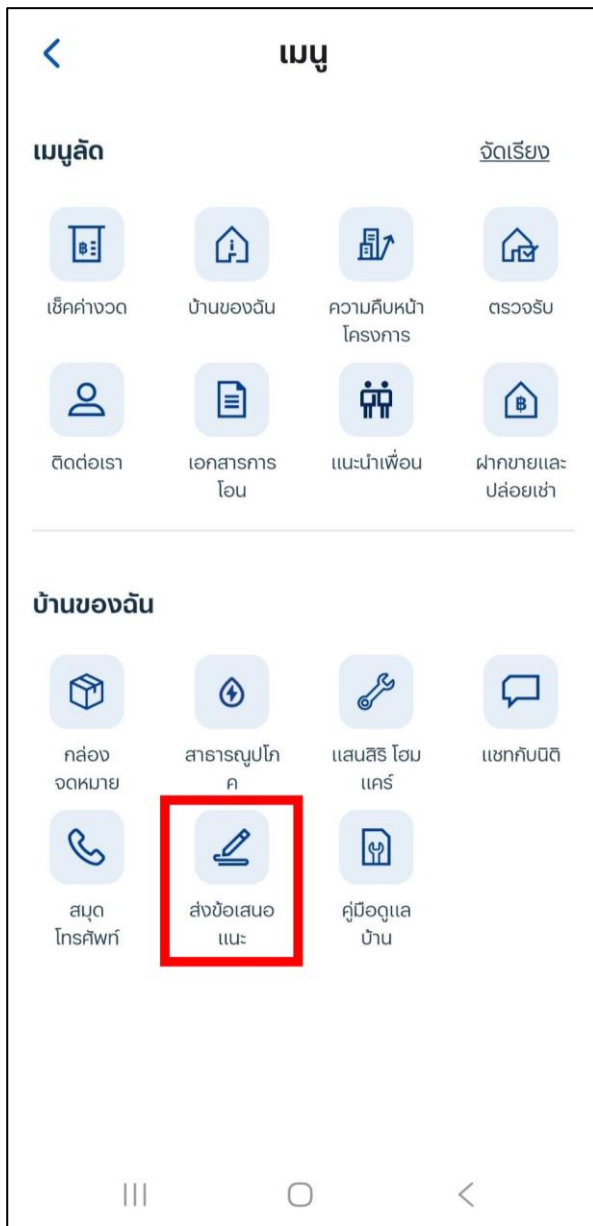 เมนู
เมนูลัด
จัดเรียง
เช็คค่างวด
บ้านของฉัน
ความคืบหน้า
โครงการ
ตรวจรับ
ติดต่อเรา
เอกสารการ
โอน
แนะนำเพื่อน
ฝากขายและ
ปล่อยเช่า
บ้านของฉัน
กล่อง
จดหมาย
สาธารณูปโภ
ค
แสนสิริ โฮม
แคร์
แชทกับนิติ
สมุด
โทรศัพท์
ส่งข้อเสนอ
แนะ
คู่มือดูแล
บ้าน